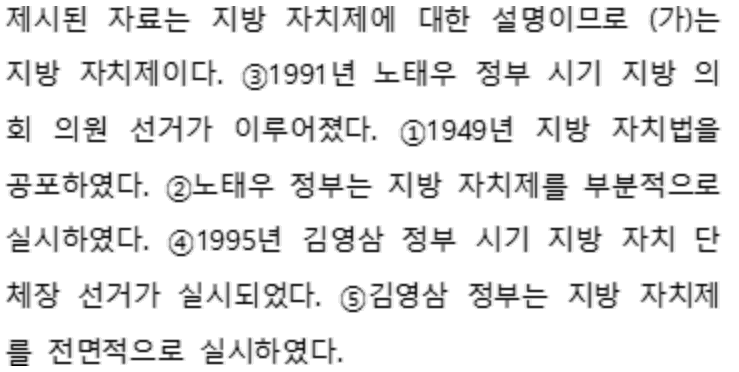 제시된 자료는 지방 자치제에 대한 설명이므로 (가)는
지방 자치제이다. ③1991년 노태우 정부 시기 지방 의
회 의원 선거가 이루어졌다. ①1949년 지방 자치법을
공포하였다. ②노태우 정부는 지방 자치제를 부분적으로
실시하였다. ④1995년 김영삼 정부 시기 지방 자치 단
체장 선거가 실시되었다. ⑤김영삼 정부는 지방 자치제
를 전면적으로 실시하였다.